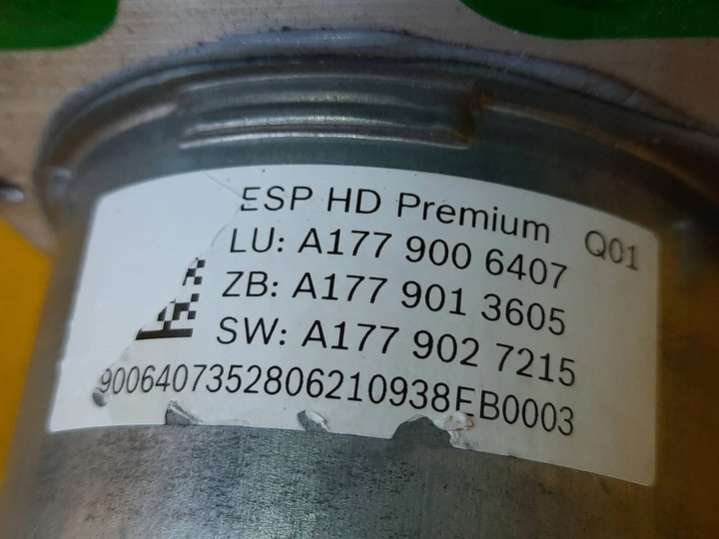 ESP HD Premium Q01
LU: A177 900 6407
ZB: A177 901 3605
SW: A177 902 7215
9006407352806210938EB0003